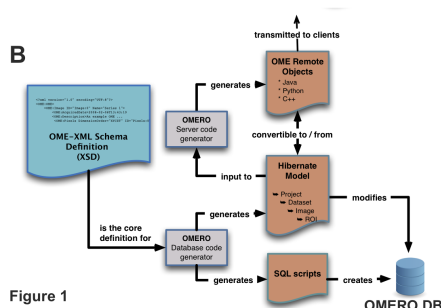 transmitted to clients
B
OME-XML Schema
Definition
(XSD)
generates
OME Remote
Objects
* Java
* Python
* C++
OMERO
Server code
generator
convertible to / from
input to
Hibernate
Model
Project
Dataset
Image
ROI
modifies
is the core
definition for
OMERO
Database code
generator
generates
generates
SQL scripts
creates
OMERO DB
Figure 1